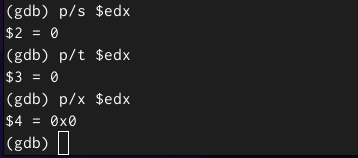 (gdb) p/s $edx
$2 = 0
(gdb) p/t $edx
$3 = 0
(gdb) p/x $edx
$4 = 0x0
(gdb)